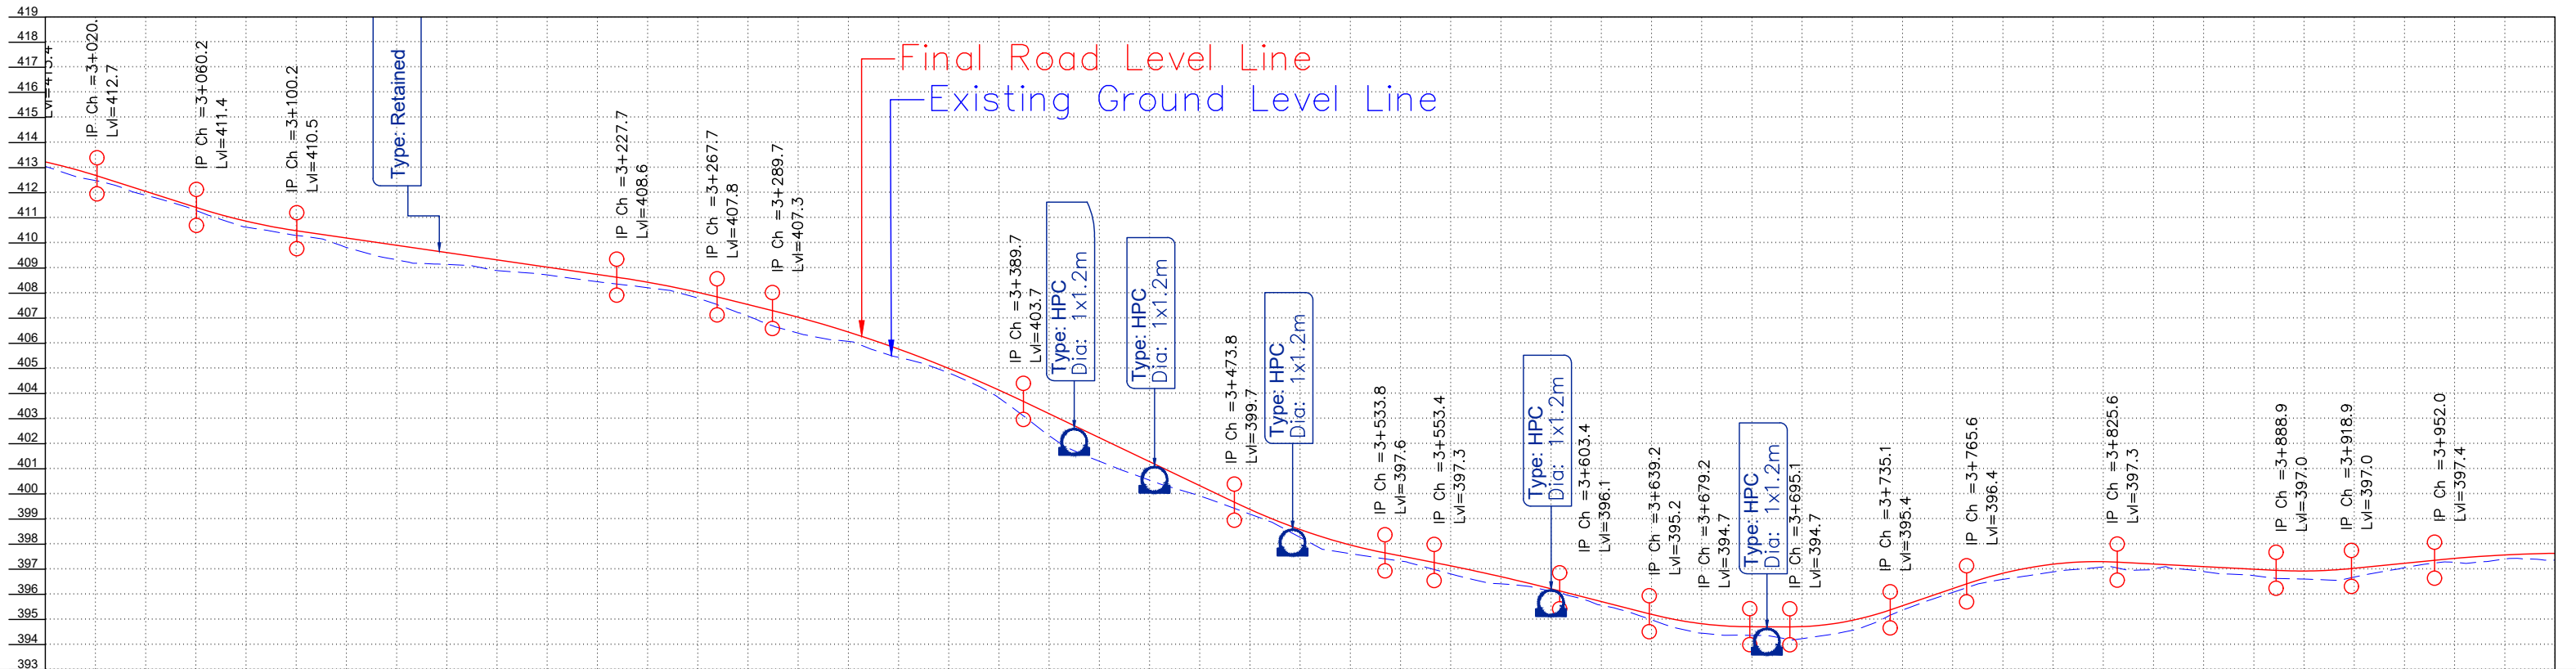 419
418
417
416
415
414
413
412
411
410
409
408
407
406
405
404
403
402
401
400
399
398
397
396
395
394
393
IP Ch =3+020.
Lvl=412.7
IP Ch =3+060.2
Lvl=411.4
IP Ch =3+100.2
Lvl=410.5
Type: Retained
IP Ch =3+227.7
Lvl=408.6
IP Ch =3+267.7
Lvl=407.8
IP Ch =3+289.7
Lvl=407.3
Final Road Level Line
Existing Ground Level Line
IP Ch =3+389.7
Lvl=403.7
Type: HPC
Dia: 1x1.2m
Type: HPC
Dia: 1x1.2m
IP Ch =3+473.8
Lvl=399.7
Type: HPC
Dia: 1x1.2m
IP Ch =3+533.8
Lvl=397.6
IP Ch =3+553.4
Lvl=397.3
Type: HPC
Dia: 1x1.2m
IP Ch =3+603.4
Lvl=396.1
IP Ch =3+639.2
Lvl=395.2
IP Ch =3+679.2
Lvl=394.7
Type: HPC
Dia: 1x1.2m
IP Ch =3+695.1
Lvl=394.7
IP Ch =3+735.1
Lvl=395.4
IP Ch =3+765.6
Lvl=396.4
IP Ch =3+825.6
Lvl=397.3
IP Ch =3+888.9
Lvl=397.0
IP Ch =3+918.9
Lvl=397.0
IP Ch =3+952.0
Lvl=397.4